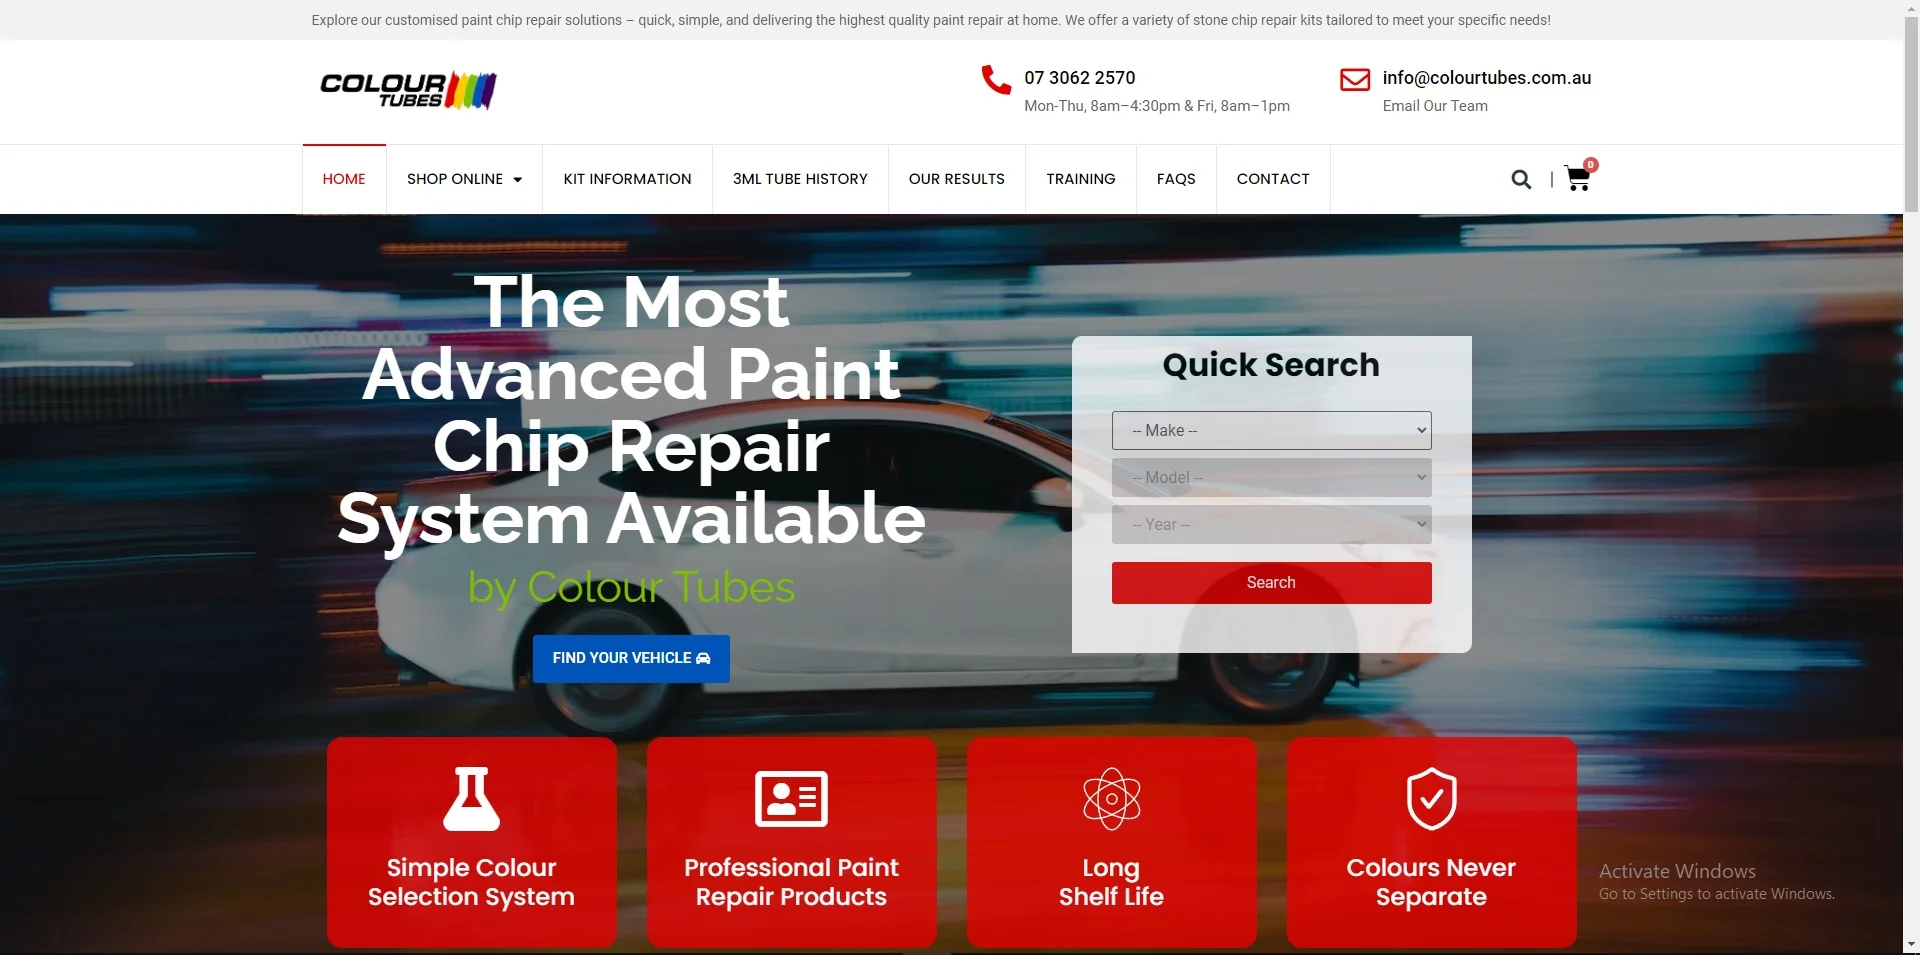 Explore our customised paint chip repair solutions – quick, simple, and delivering the highest quality paint repair at home. We offer a variety of stone chip repair kits tailored to meet your specific needs!
COLOUR
TUBES
07 3062 2570
Mon-Thu, 8am–4:30pm & Fri, 8am–1pm
info@colourtubes.com.au
Email Our Team
HOME
SHOP ONLINE
KIT INFORMATION
3ML TUBE HISTORY
OUR RESULTS
TRAINING
FAQS
CONTACT
|
0
The Most
Advanced Paint
Chip Repair
System Available
by Colour Tubes
FIND YOUR VEHICLE
Quick Search
-- Make --
-- Model --
-- Year --
Search
Simple Colour
Selection System
Professional Paint
Repair Products
Long
Shelf Life
Colours Never
Separate
Activate Windows
Go to Settings to activate Windows.